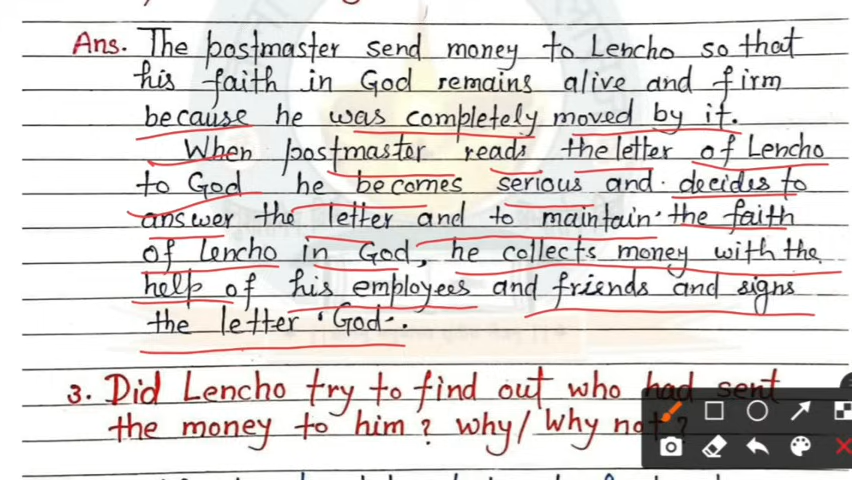 Ans. The postmaster send money to Lencho so that
his faith in God remains alive and firm
because he was completely moved by it.
When postmaster reads the letter of Lencho
to God he becomes serious and decides to
answer the letter and to maintain the faith
of Lencho in God, he collects money with the
help of his employees and friends and signs
the letter 'God'.
3. Did Lencho try to find out who had sent
the money to him? Why/Why not?